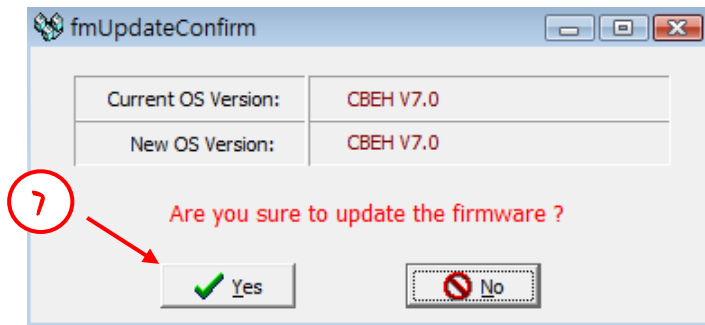 fmUpdateConfirm
Current OS Version: CBEH V7.0
New OS Version: CBEH V7.0
Are you sure to update the firmware ?
Yes No